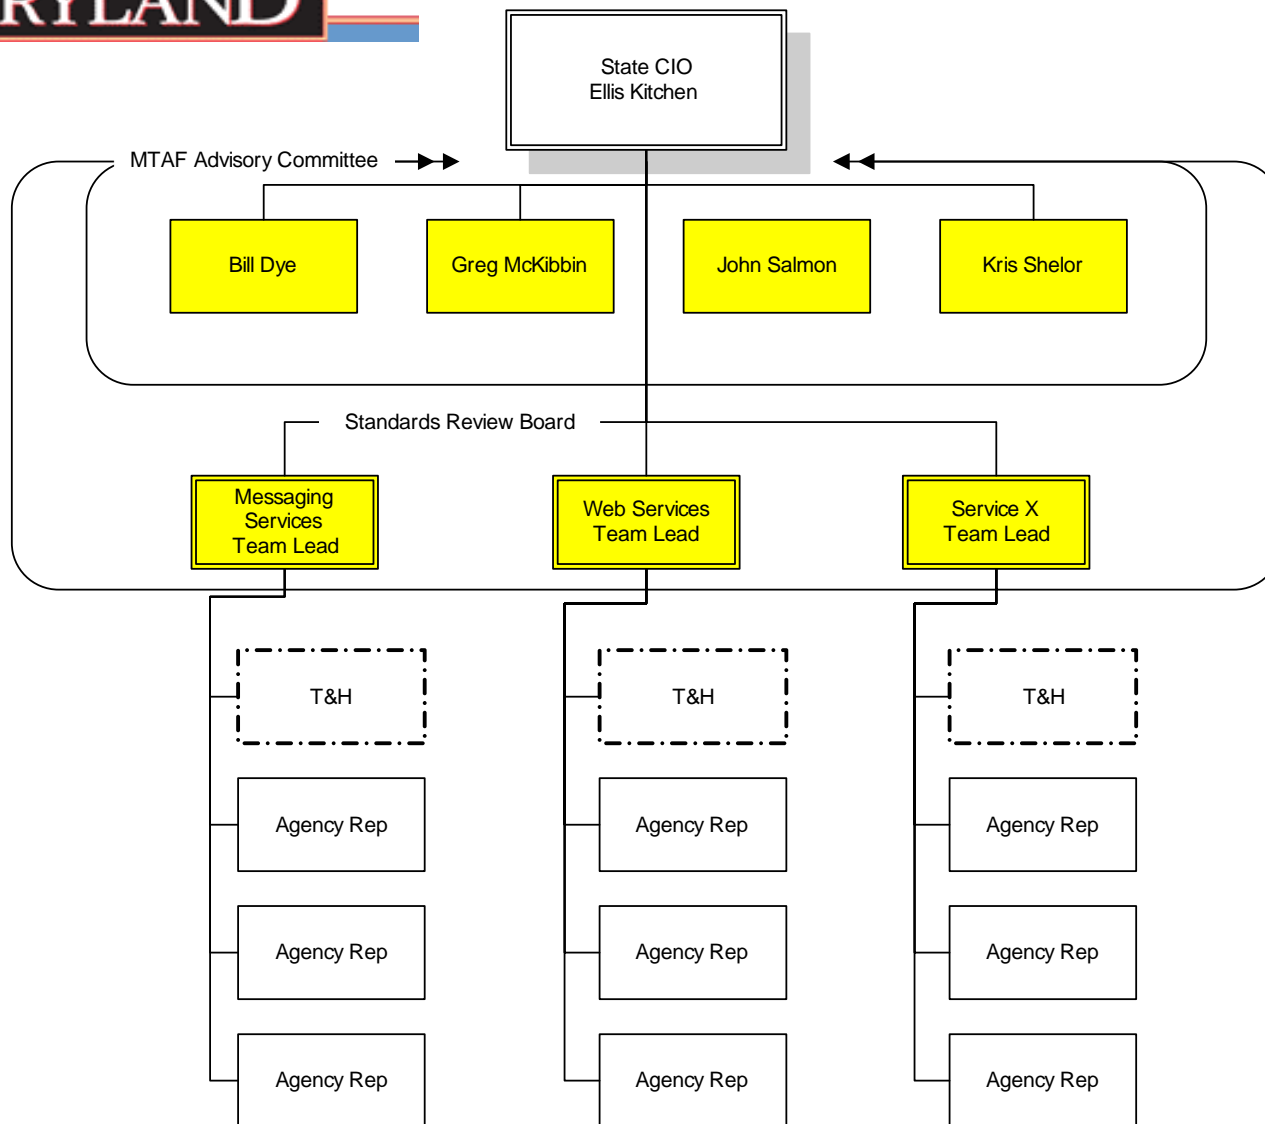 RYLAND
State CIO
Ellis Kitchen
MTAF Advisory Committee
Bill Dye
Greg McKibbin
John Salmon
Kris Shelor
Standards Review Board
Messaging
Services
Team Lead
Web Services
Team Lead
Service X
Team Lead
T&H
T&H
T&H
Agency Rep
Agency Rep
Agency Rep
Agency Rep
Agency Rep
Agency Rep
Agency Rep
Agency Rep
Agency Rep